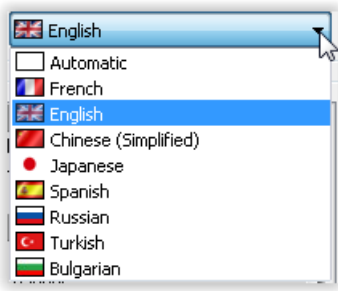 English
Automatic
French
English
Chinese (Simplified)
Japanese
Spanish
Russian
Turkish
Bulgarian